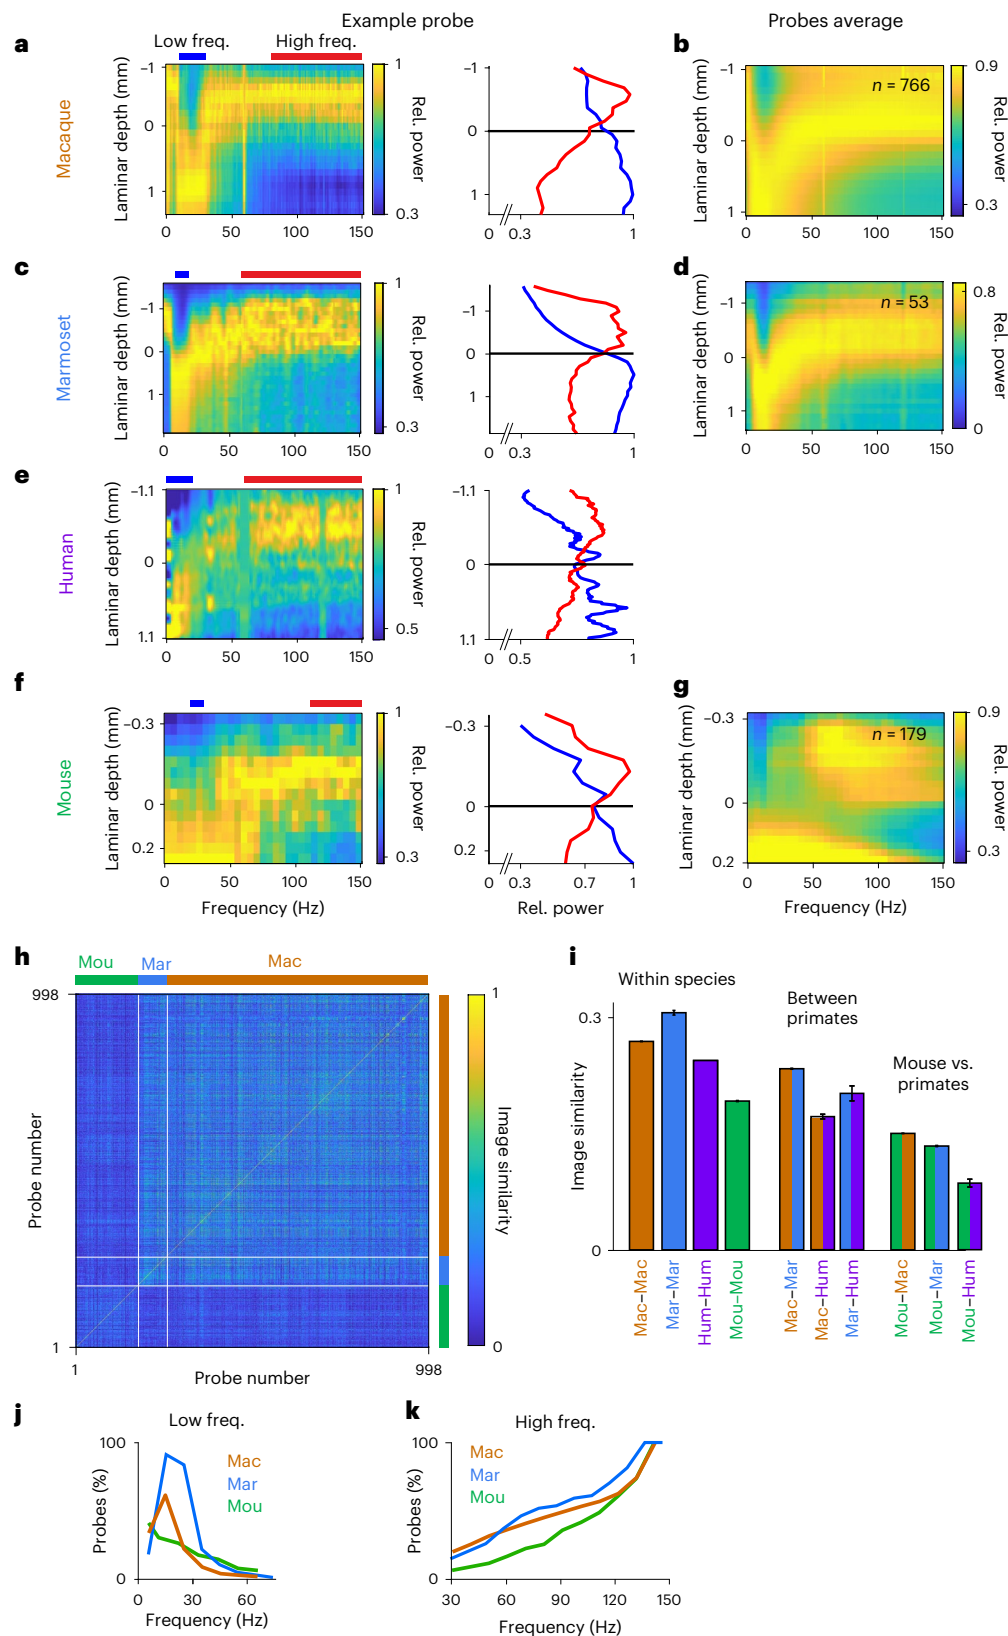 Example probe
Probes average
a
Low freq.
High freq.
b
Macaque
Laminar depth (mm)
–1
0
1
0
50
100
150
1
0.3
Rel. power
–1
0
1
0
0.3
1
Laminar depth (mm)
–1
0
1
0
50
100
150
n = 766
0.9
0.3
Rel. power
c
d
Marmoset
Laminar depth (mm)
–1
0
1
0
50
100
150
1
0.3
Rel. power
–1
0
1
0
0.3
1
Laminar depth (mm)
–1
0
1
0
50
100
150
n = 53
0.8
0
Rel. power
e
Human
Laminar depth (mm)
–1.1
0
1.1
0
50
100
150
1
0.5
Rel. power
–1.1
0
1.1
0
0.5
1
f
g
Mouse
Laminar depth (mm)
–0.3
0
0.2
0
50
100
150
Frequency (Hz)
1
0.3
Rel. power
–0.3
0
0.2
0
0.3
0.7
1
Rel. power
Laminar depth (mm)
–0.3
0
0.2
0
50
100
150
Frequency (Hz)
n = 179
0.9
0.3
Rel. power
h
Mou
Mar
Mac
998
Probe number
1
1
998
Probe number
1
Image similarity
0
i
Within species
Between
primates
Mouse vs.
primates
Image similarity
0.3
0
Mac–Mac
Mar–Mar
Hum–Hum
Mou–Mou
Mac–Mar
Mac–Hum
Mar–Hum
Mou–Mac
Mou–Mar
Mou–Hum
j
Low freq.
Probes (%)
100
0
Mac
Mar
Mou
0
30
60
Frequency (Hz)
k
High freq.
Probes (%)
100
0
Mac
Mar
Mou
30
60
90
120
150
Frequency (Hz)